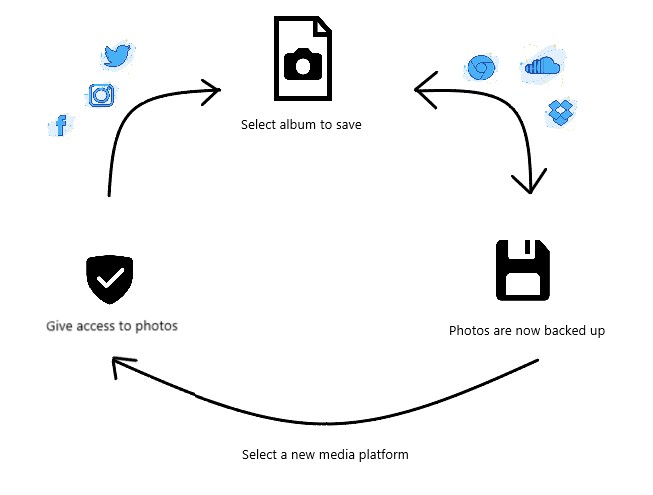 Select album to save
Give access to photos
Photos are now backed up
Select a new media platform